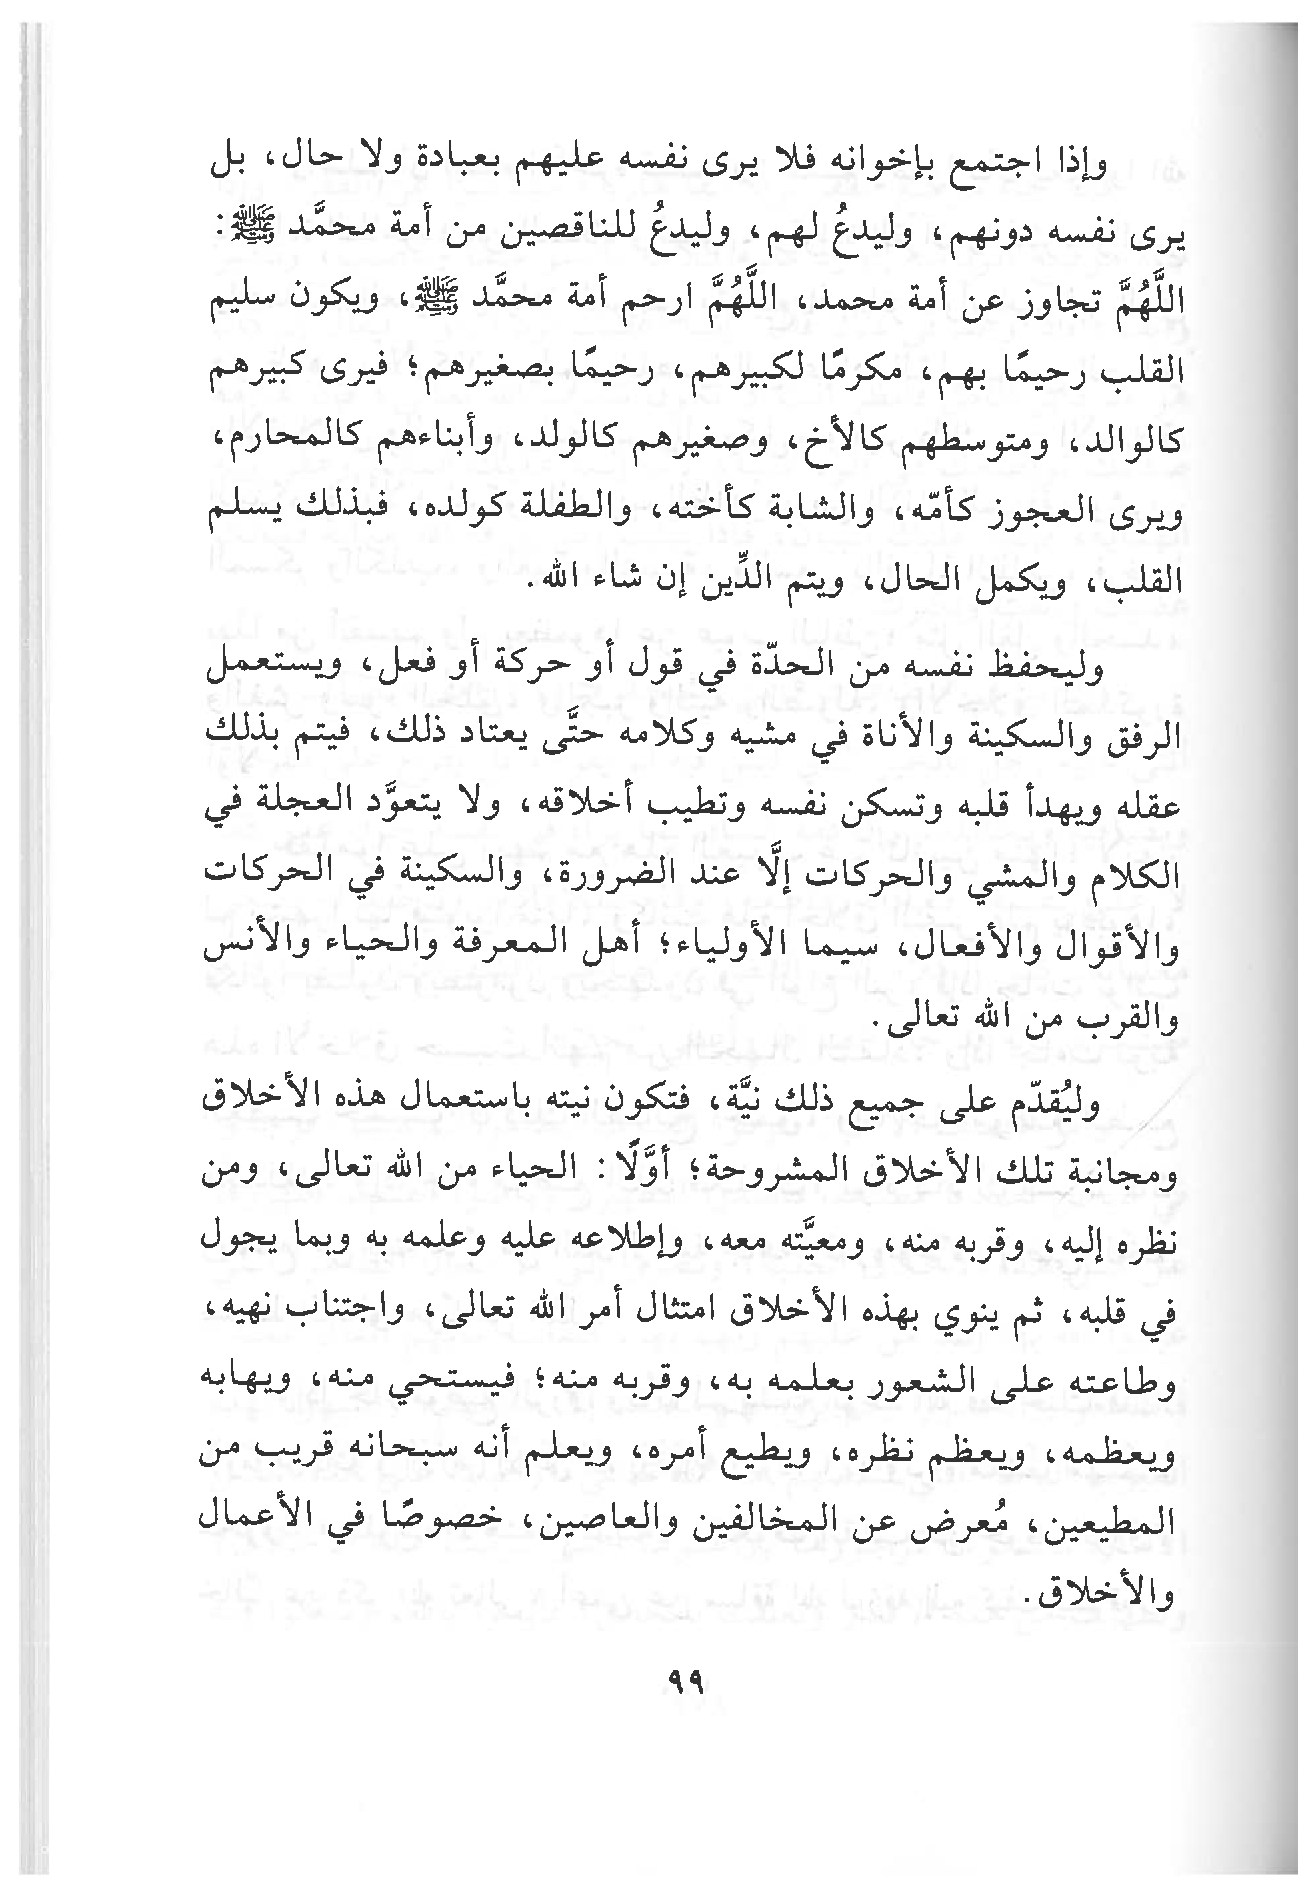 وإذا اجتمع بإخوانه فلا يرى نفسه عليهم بعبادة ولا حال، بل
يرى نفسه دونهم، وليدعُ لهم، وليدعُ للناقصين من أمة محمَّد ﷺ:
اللَّهُمَّ تجاوز عن أمة محمد، اللَّهُمَّ ارحم أمة محمَّد ﷺ، ويكون سليم
القلب رحيمًا بهم، مكرمًا لكبيرهم، رحيمًا بصغيرهم؛ فيرى كبيرهم
كالوالد، ومتوسطهم كالأخ، وصغيرهم كالولد، وأبناءهم كالمحارم،
ويرى العجوز كأمّه، والشابة كأخته، والطفلة كولده، فبذلك يسلم
القلب، ويكمل الحال، ويتم الدِّين إن شاء الله.
وليحفظ نفسه من الحدّة في قول أو حركة أو فعل، ويستعمل
الرفق والسكينة والأناة في مشيه وكلامه حتَّى يعتاد ذلك، فيتم بذلك
عقله ويهدأ قلبه وتسكن نفسه وتطيب أخلاقه، ولا يتعوَّد العجلة في
الكلام والمشي والحركات إلَّا عند الضرورة، والسكينة في الحركات
والأقوال والأفعال، سيما الأولياء؛ أهل المعرفة والحياء والأنس
والقرب من الله تعالى.
وليُقدّم على جميع ذلك نيَّة، فتكون نيته باستعمال هذه الأخلاق
ومجانبة تلك الأخلاق المشروحة؛ أوَّلًا: الحياء من الله تعالى، ومن
نظره إليه، وقربه منه، ومعيَّته معه، وإطلاعه عليه وعلمه به وبما يجول
في قلبه، ثم ينوي بهذه الأخلاق امتثال أمر الله تعالى، واجتناب نهيه،
وطاعته على الشعور بعلمه به، وقربه منه؛ فيستحي منه، ويهابه
ويعظمه، ويعظم نظره، ويطيع أمره، ويعلم أنه سبحانه قريب من
المطيعين، مُعرض عن المخالفين والعاصين، خصوصًا في الأعمال
والأخلاق.
٩٩